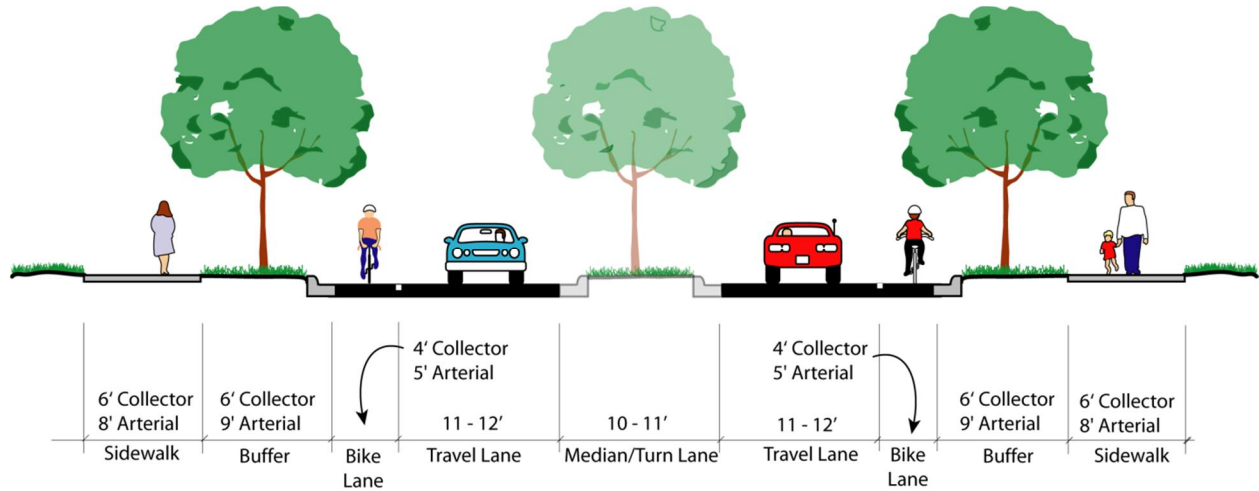 4' Collector
5' Arterial
4' Collector
5' Arterial
6' Collector
8' Arterial
6' Collector
9' Arterial
11 - 12'
10 - 11'
11 - 12'
6' Collector
9' Arterial
6' Collector
8' Arterial
Sidewalk
Buffer
Bike
Lane
Travel Lane
Median/Turn Lane
Travel Lane
Bike
Lane
Buffer
Sidewalk